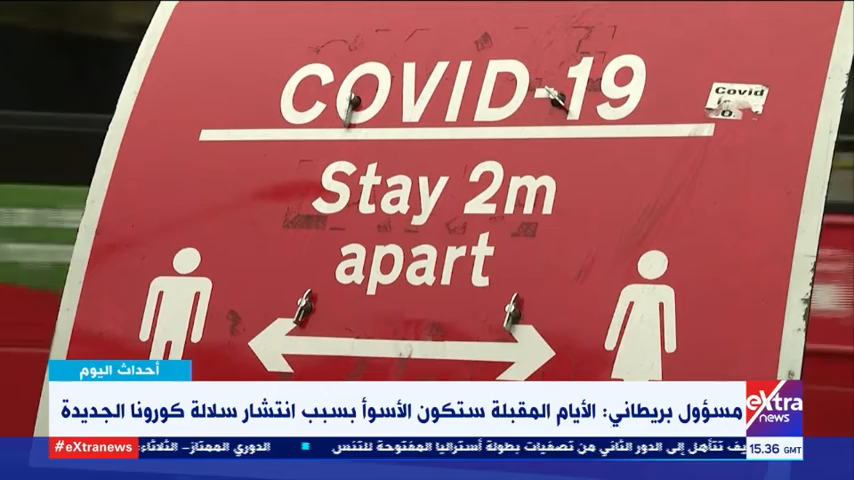 COVID-19
Covid
Stay 2m
apart
أحداث اليوم
مسؤول بريطاني: الأيام المقبلة ستكون الأسوأ بسبب انتشار سلالة كورونا الجديدة
eXtra
news
#eXtranews
يف تتأهل إلى الدور الثاني من تصفيات بطولة أستراليا المفتوحة للتنس
الدوري الممتاز- الثلاثاء:
15.36 GMT